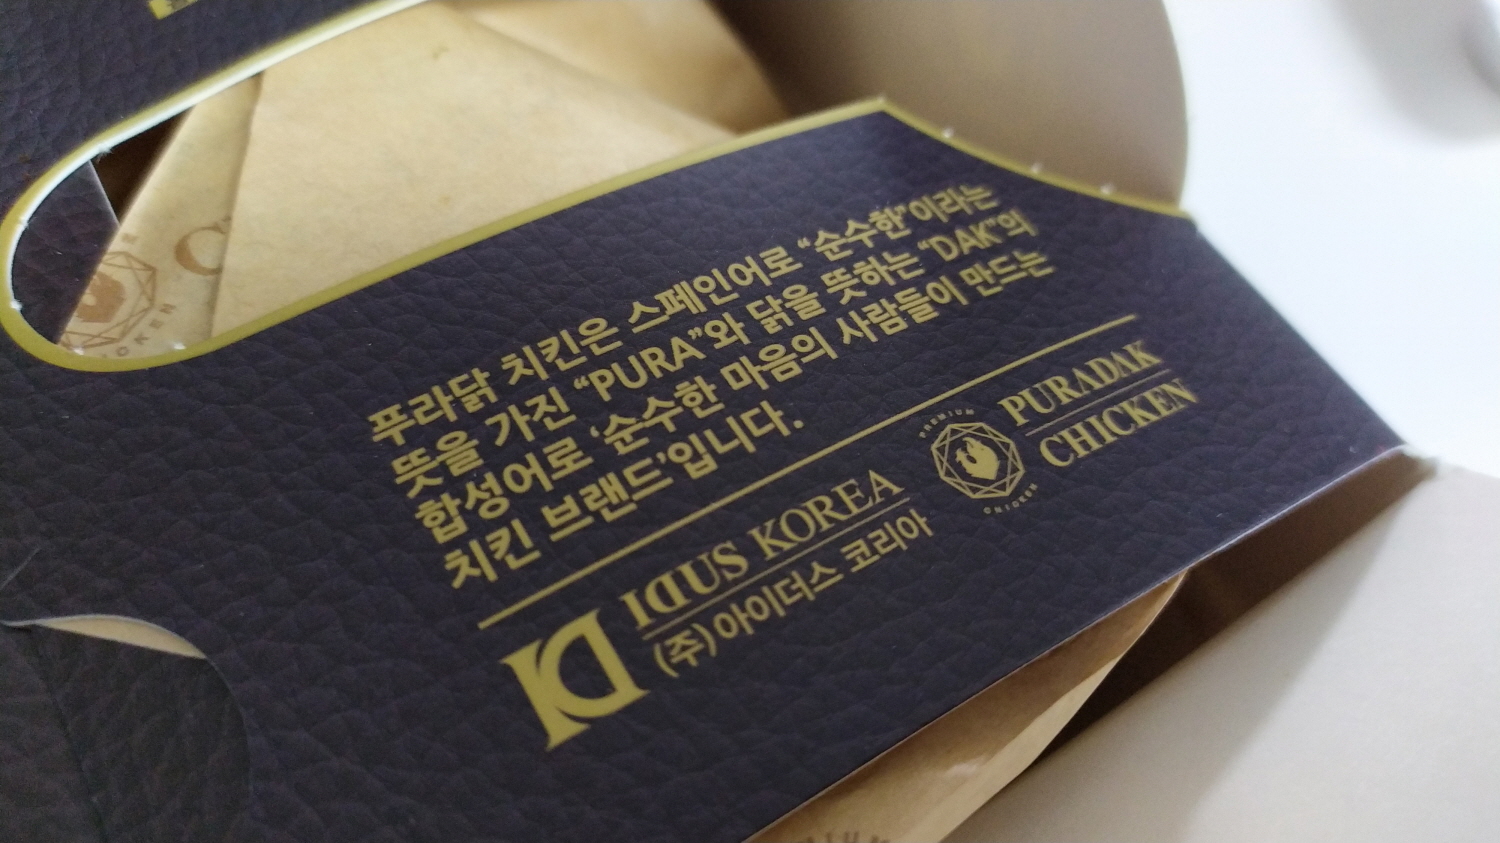 푸라닭 치킨은 스페인어로 “순수한”이라는
뜻을 가진 “PURA”와 닭을 뜻하는 “DAK”의
합성어로 ‘순수한 마음의 사람들이 만드는
치킨 브랜드’입니다.
IDUS KOREA
(주)아이더스 코리아
PREMIUM
CHICKEN
PURADAK
CHICKEN